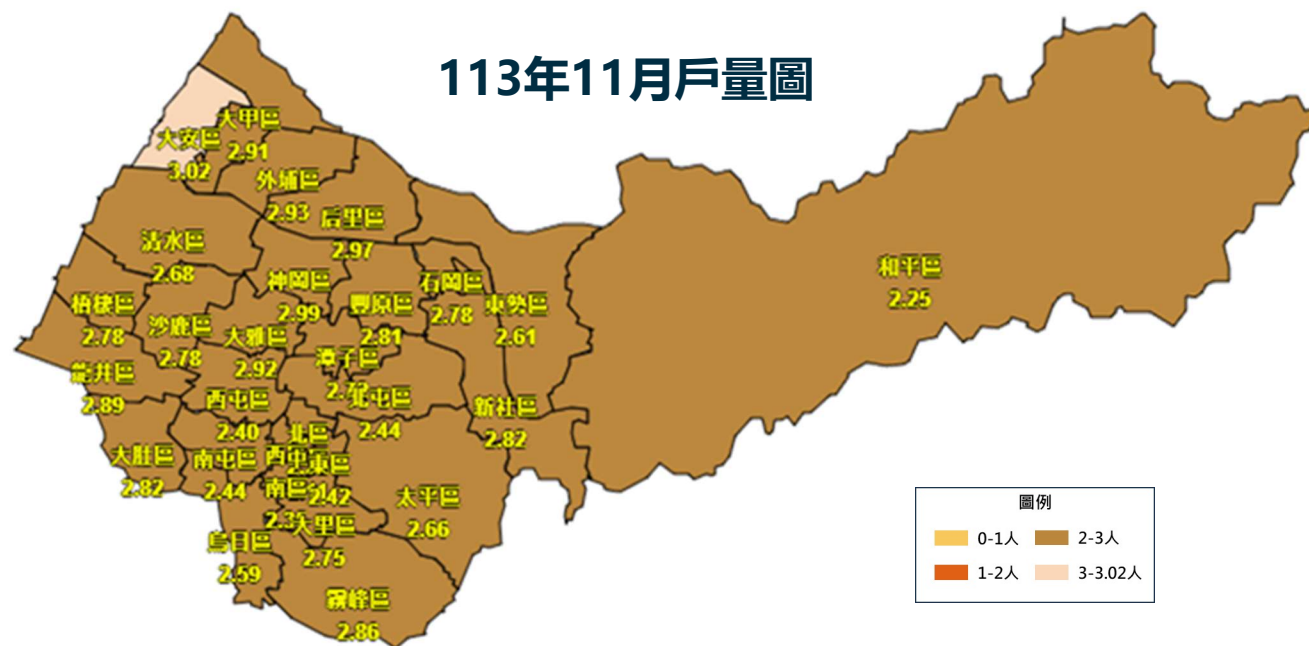 113年11月戶量圖
大甲區
2.91
大安區
3.02
外埔區
2.93
后里區
2.97
清水區
2.68
神岡區
2.99
豐原區
2.81
石岡區
2.78
東勢區
2.61
和平區
2.25
梧棲區
2.78
沙鹿區
2.78
大雅區
2.92
潭子區
龍井區
2.89
西屯區
2.40
北屯區
2.44
新社區
2.82
大肚區
2.82
南屯區
2.44
北區
東區
2.42
南區
太平區
2.66
大里區
2.75
烏日區
2.59
霧峰區
2.86
圖例
0-1人
2-3人
1-2人
3-3.02人